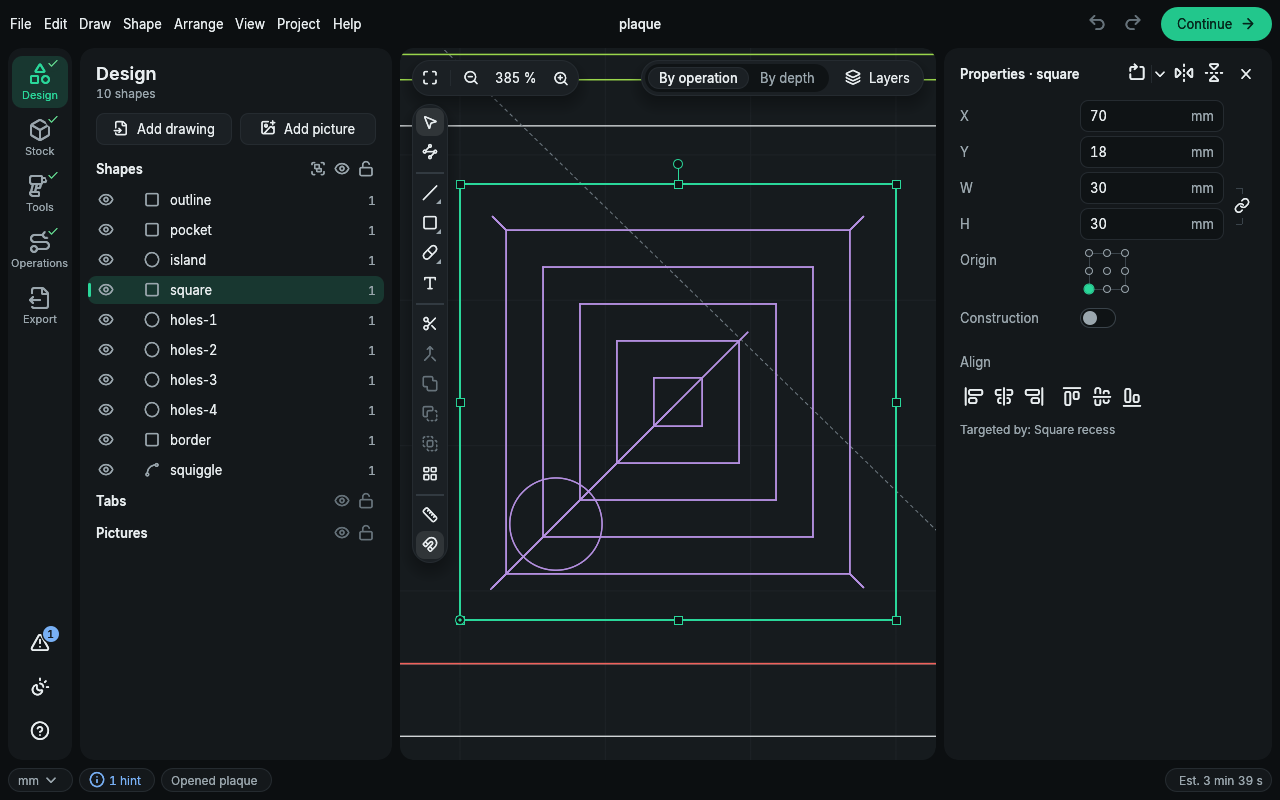 File Edit Draw Shape Arrange View Project Help
plaque
Continue
Design
Stock
Tools
Operations
Export
1
Design
10 shapes
Add drawing
Add picture
Shapes
outline 1
pocket 1
island 1
square 1
holes-1 1
holes-2 1
holes-3 1
holes-4 1
border 1
squiggle 1
Tabs
Pictures
385 %
By operation
By depth
Layers
Properties · square
X 70 mm
Y 18 mm
W 30 mm
H 30 mm
Origin
Construction
Align
Targeted by: Square recess
mm
1 hint
Opened plaque
Est. 3 min 39 s